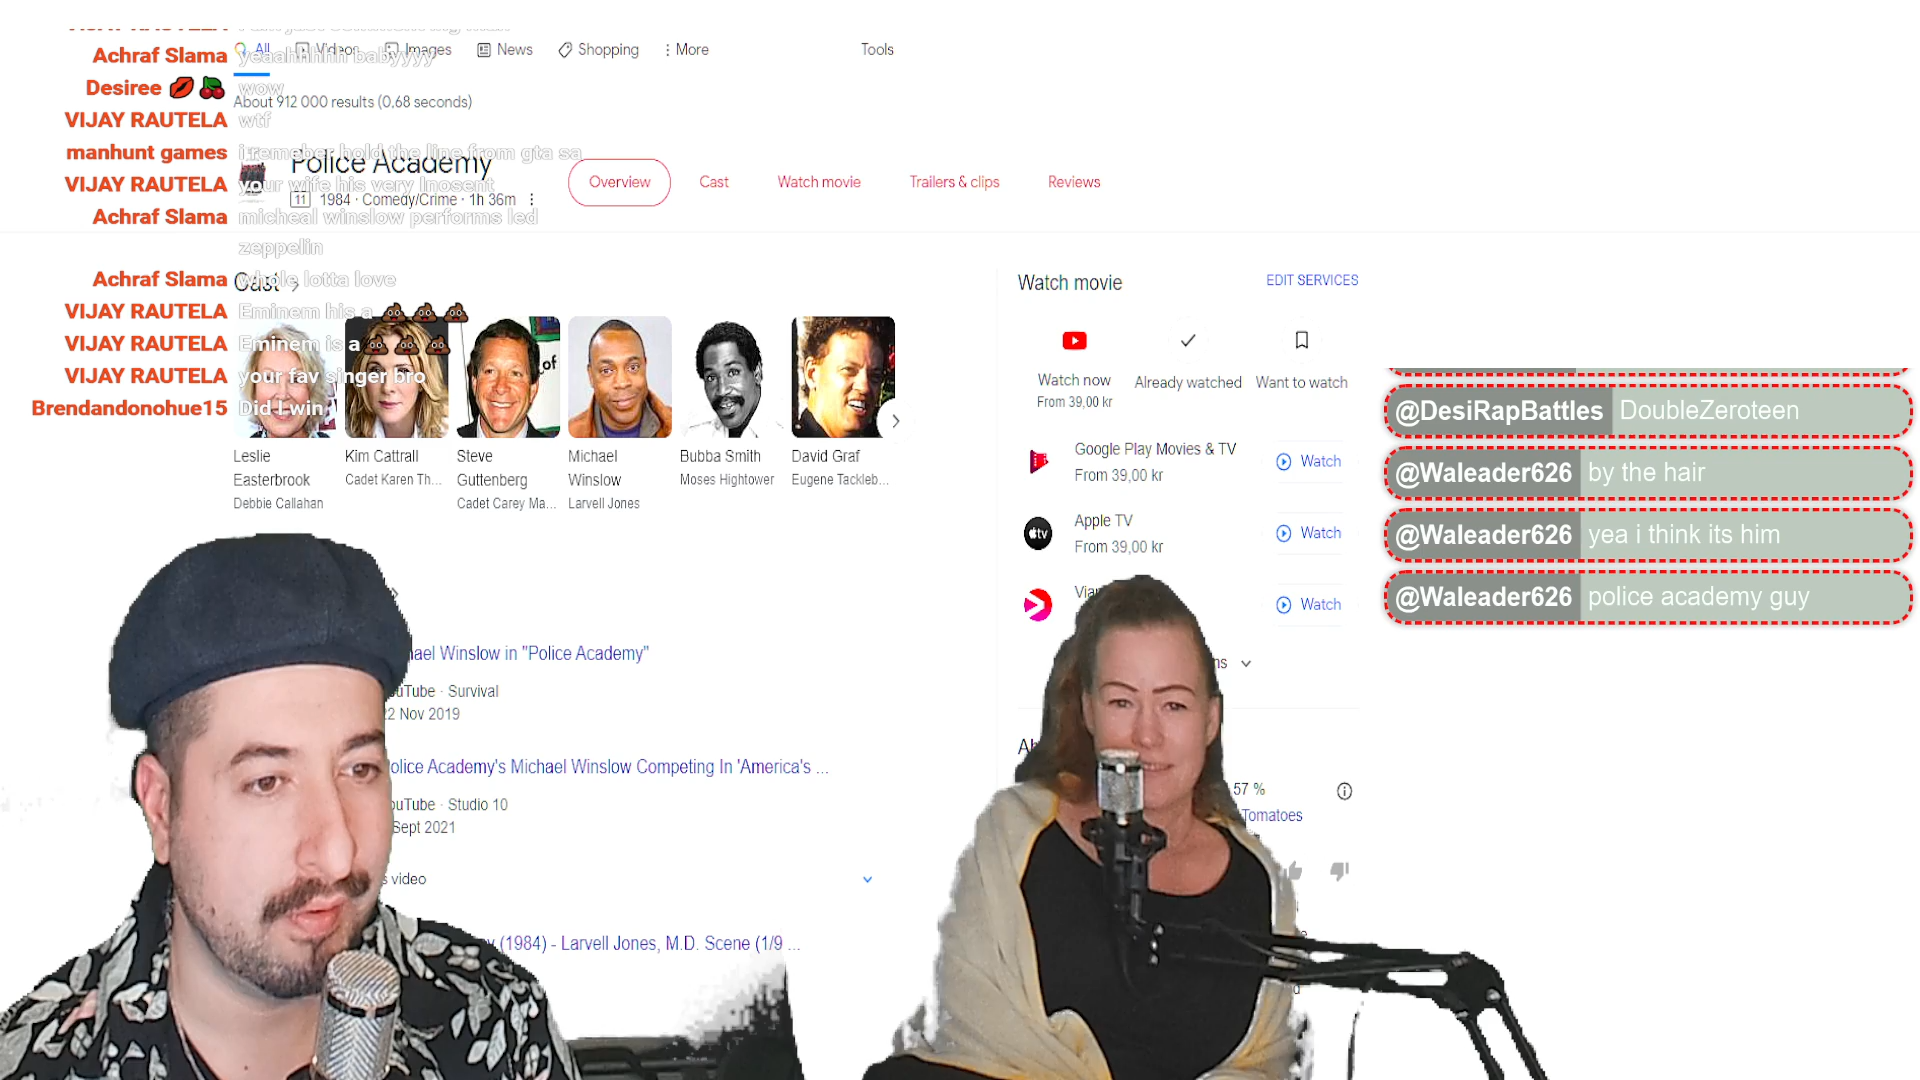 All
Videos
Images
News
Shopping
More
Tools
About 912 000 results (0,68 seconds)
Police Academy
11 1984 · Comedy/Crime · 1h 36m
Overview
Cast
Watch movie
Trailers & clips
Reviews
Achraf Slama yeaahhhhh babyyyy
Desiree 💋🍒 wow
VIJAY RAUTELA wtf
manhunt games i remeber hold the line from gta sa
VIJAY RAUTELA your wife his very Inosent
Achraf Slama micheal winslow performs led
zeppelin
Achraf Slama whole lotta love
VIJAY RAUTELA Eminem his a 💩💩💩
VIJAY RAUTELA Eminem is a 💩💩💩
VIJAY RAUTELA your fav singer bro
Brendandonohue15 Did I win
Cast
Leslie
Easterbrook
Debbie Callahan
Kim Cattrall
Cadet Karen Th...
Steve
Guttenberg
Cadet Carey Ma...
Michael
Winslow
Larvell Jones
Bubba Smith
Moses Hightower
David Graf
Eugene Tackleb...
ael Winslow in "Police Academy"
uTube · Survival
22 Nov 2019
olice Academy's Michael Winslow Competing In 'America's ...
uTube · Studio 10
Sept 2021
s video
(1984) - Larvell Jones, M.D. Scene (1/9 ...
Watch movie
EDIT SERVICES
Watch now
From 39,00 kr
Already watched
Want to watch
Google Play Movies & TV
From 39,00 kr
Watch
tv
Apple TV
From 39,00 kr
Watch
Watch
ns
57 %
Tomatoes
@DesiRapBattles DoubleZeroteen
@Waleader626 by the hair
@Waleader626 yea i think its him
@Waleader626 police academy guy